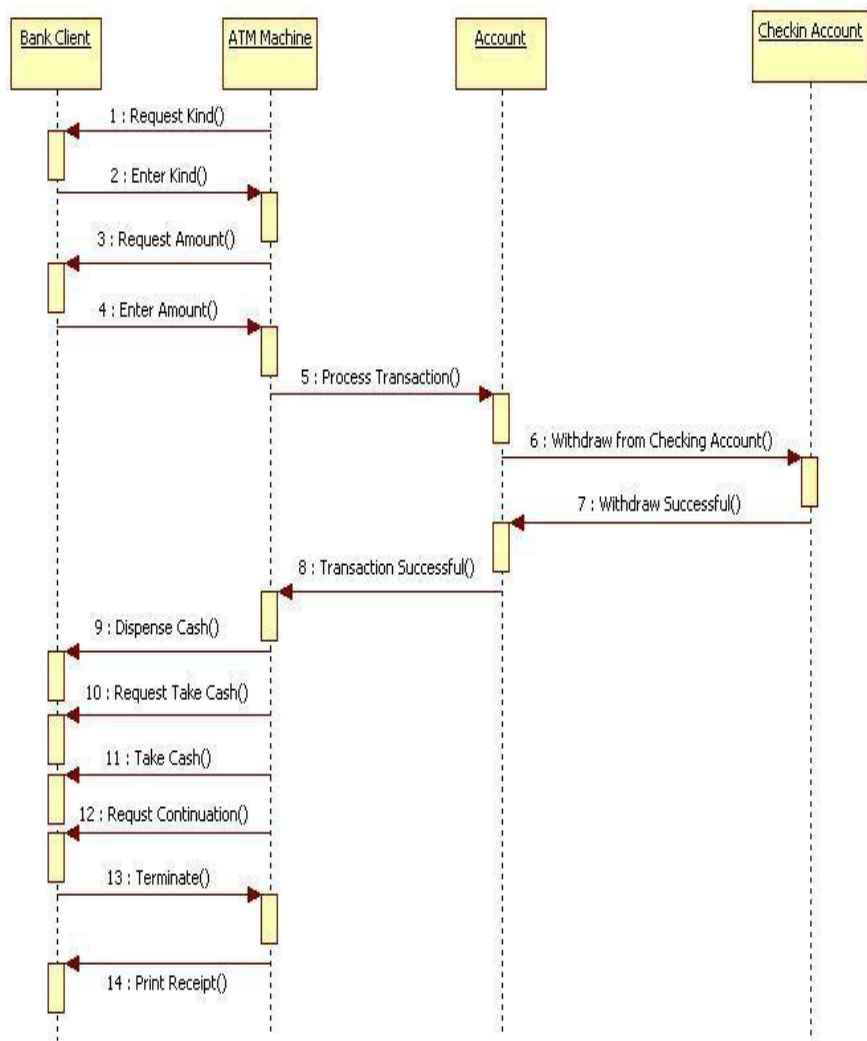 Bank Client
ATM Machine
Account
Checkin Account
1 : Request Kind()
2 : Enter Kind()
3 : Request Amount()
4 : Enter Amount()
5 : Process Transaction()
6 : Withdraw from Checking Account()
7 : Withdraw Successful()
8 : Transaction Successful()
9 : Dispense Cash()
10 : Request Take Cash()
11 : Take Cash()
12 : Requst Continuation()
13 : Terminate()
14 : Print Receipt()